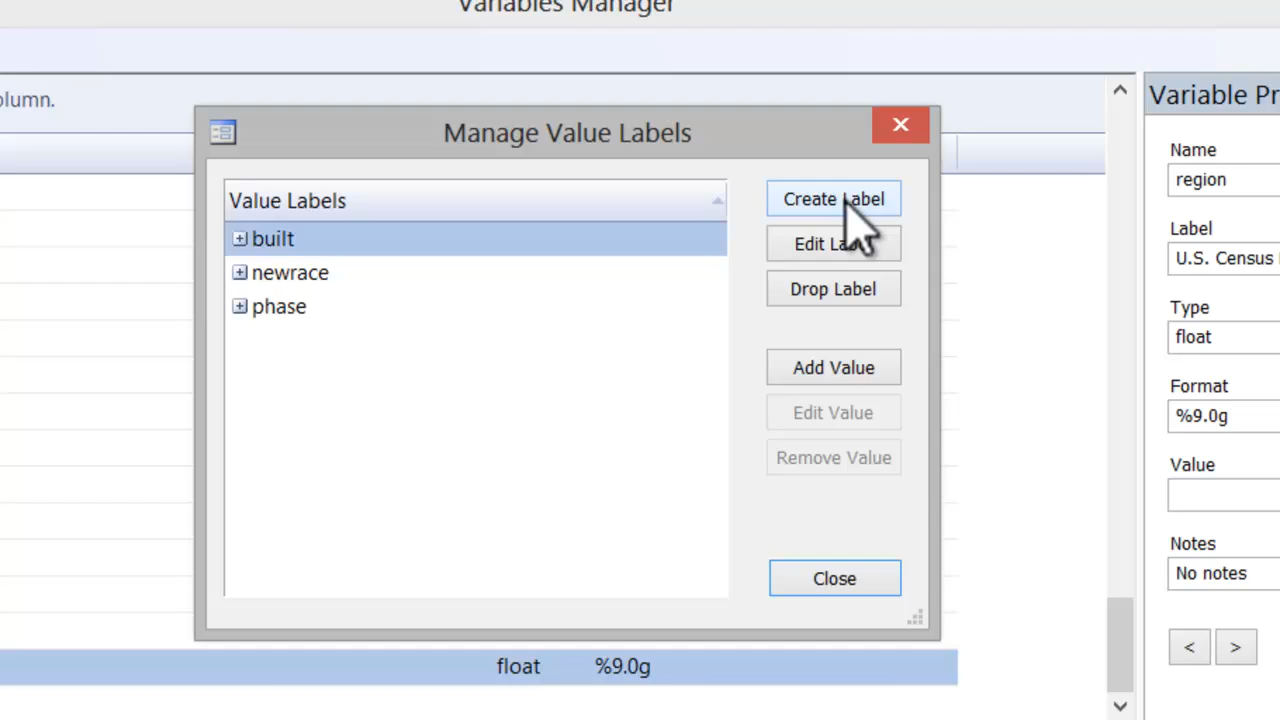 Variables Manager
olumn.
Manage Value Labels
Value Labels
built
newrace
phase
Create Label
Edit
Drop Label
Add Value
Edit Value
Remove Value
Close
float %9.0g
Variable Pr
Name
region
Label
U.S. Census
Type
float
Format
%9.0g
Value
Notes
No notes
< >